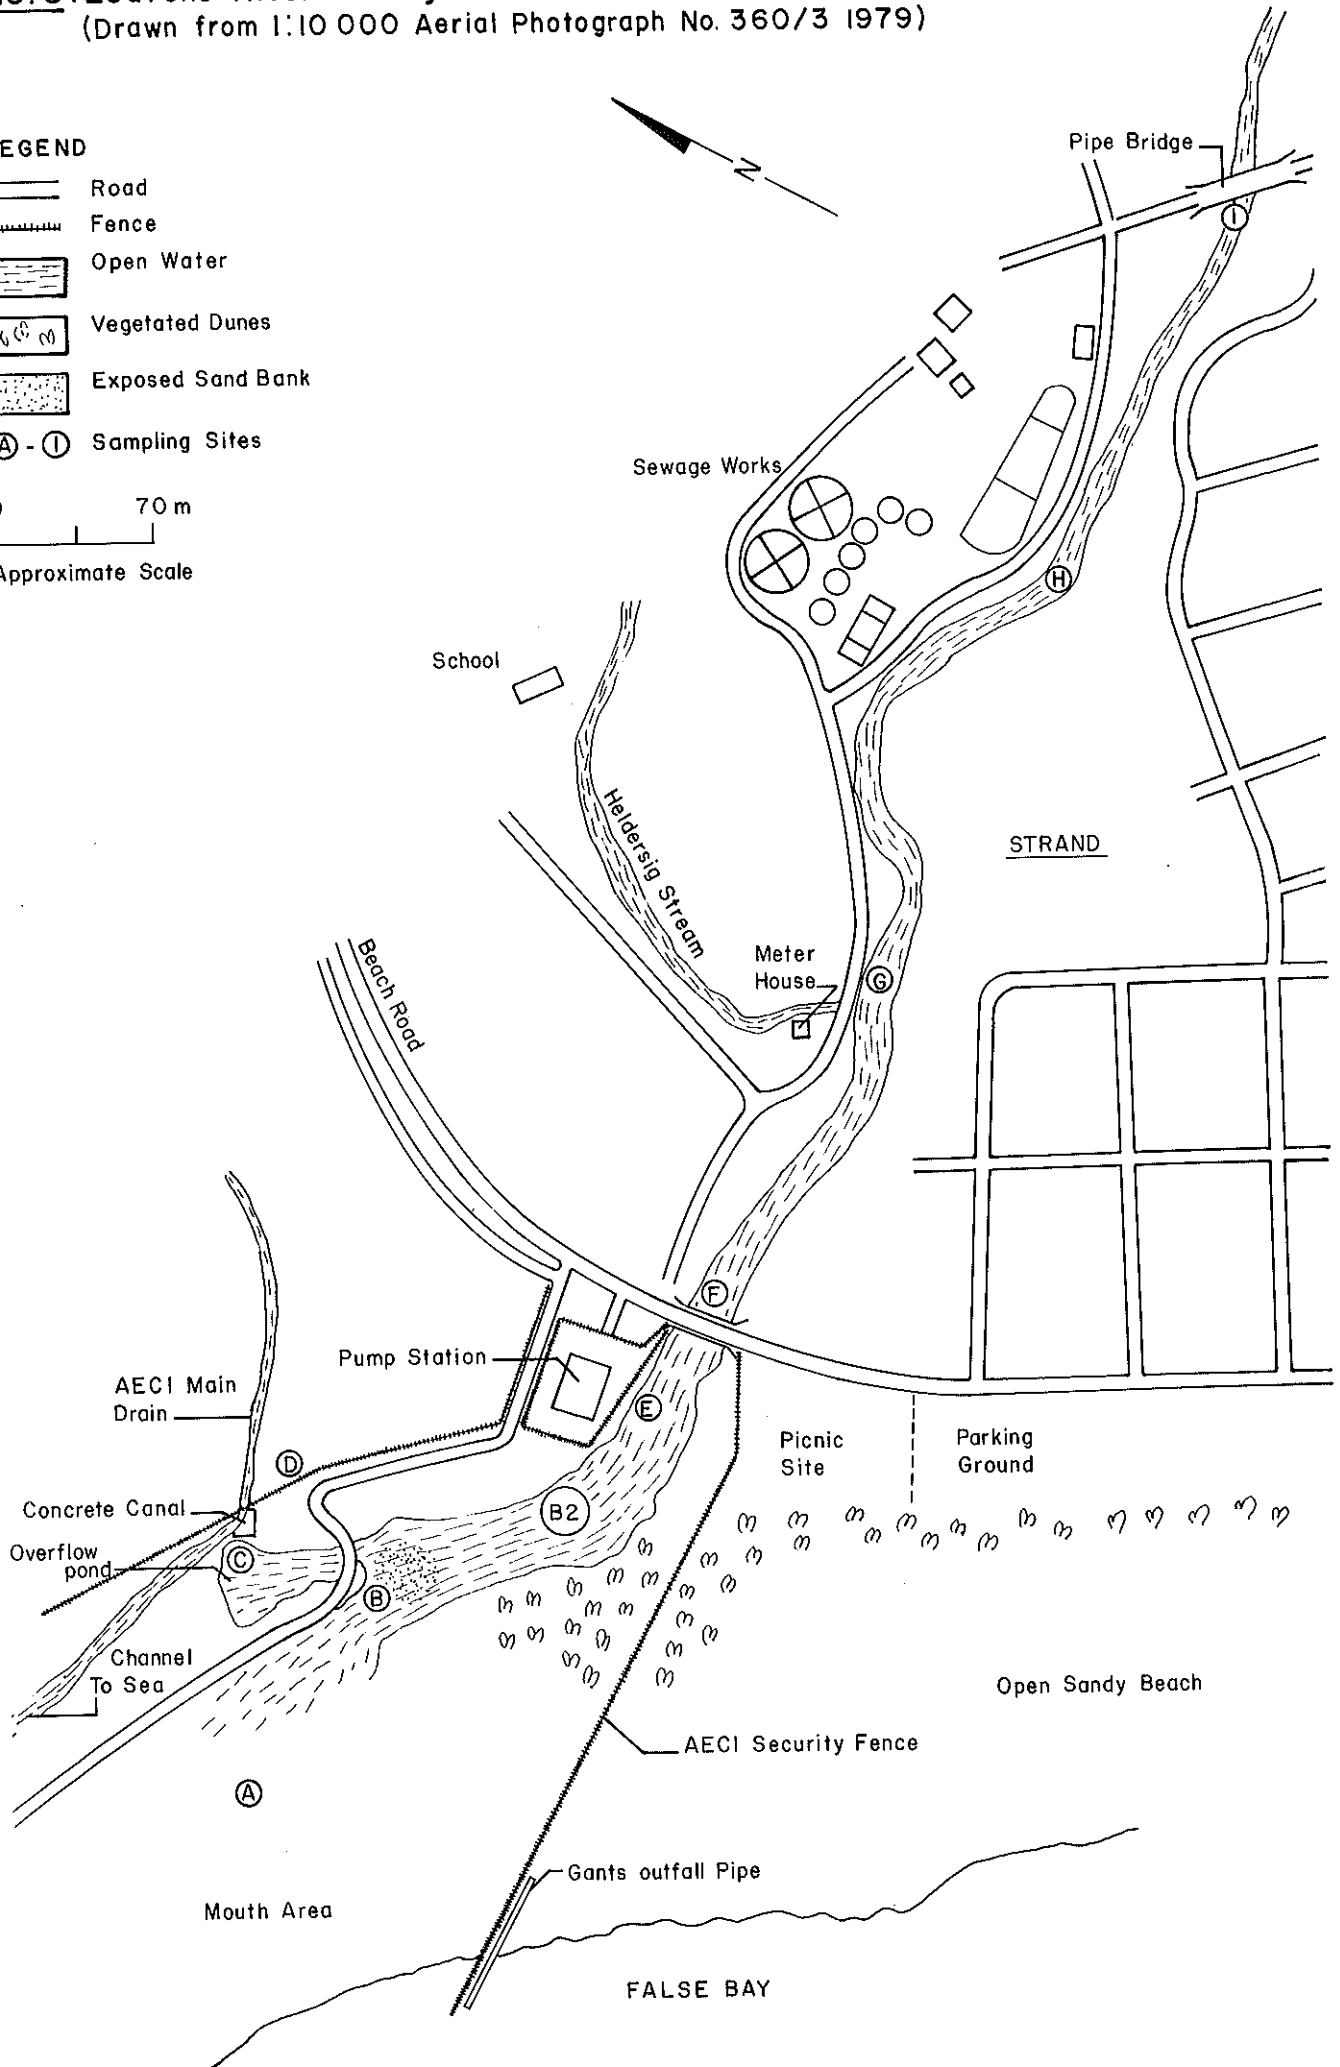 (Drawn from 1:10 000 Aerial Photograph No. 360/3 1979)
N
EGEND
Road
Fence
Open Water
Vegetated Dunes
Exposed Sand Bank
A - I Sampling Sites
70 m
Approximate Scale
Pipe Bridge
I
Sewage Works
H
School
Heldersig Stream
STRAND
Meter
House
G
Beach Road
F
Pump Station
E
AECI Main
Drain
Picnic
Site
Parking
Ground
D
Concrete Canal
B2
Overflow
pond
C
B
Channel
To Sea
Open Sandy Beach
AECI Security Fence
A
Gants outfall Pipe
Mouth Area
FALSE BAY